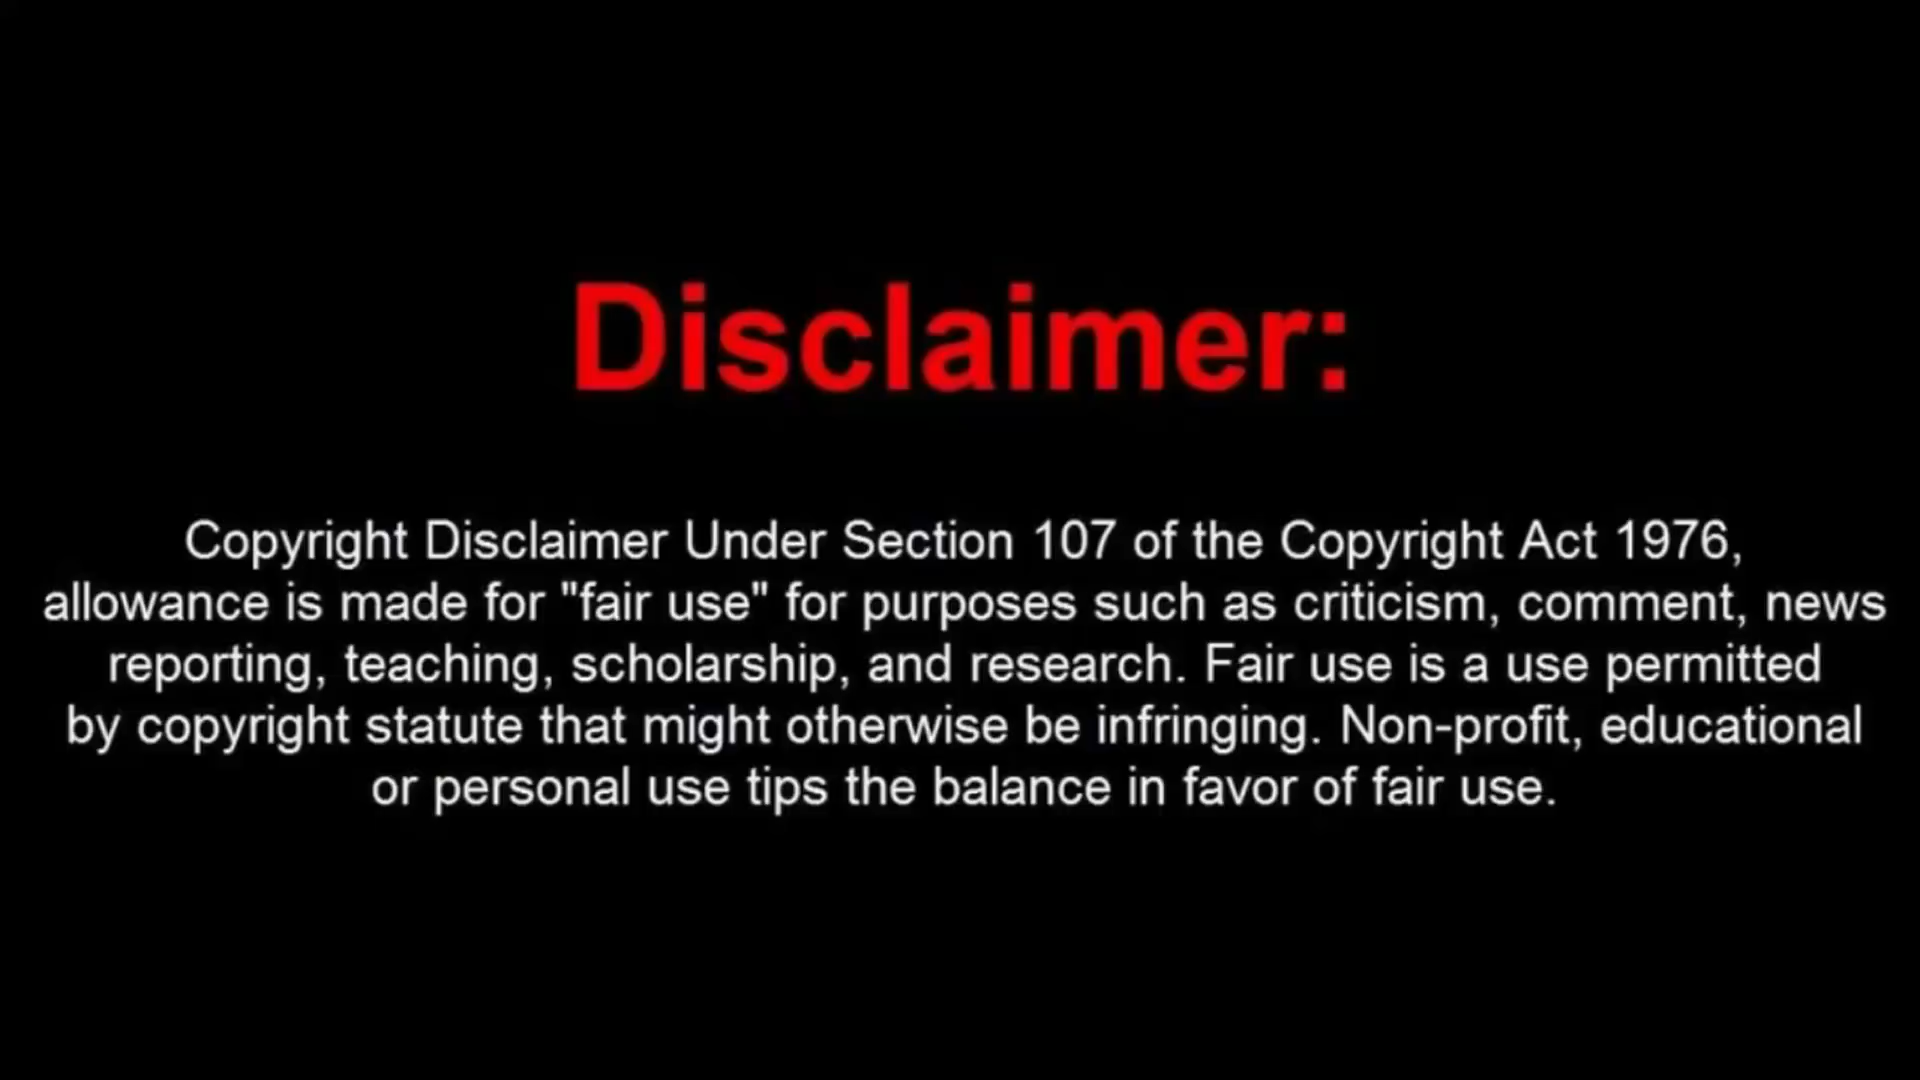 Disclaimer:
Copyright Disclaimer Under Section 107 of the Copyright Act 1976,
allowance is made for "fair use" for purposes such as criticism, comment, news
reporting, teaching, scholarship, and research. Fair use is a use permitted
by copyright statute that might otherwise be infringing. Non-profit, educational
or personal use tips the balance in favor of fair use.